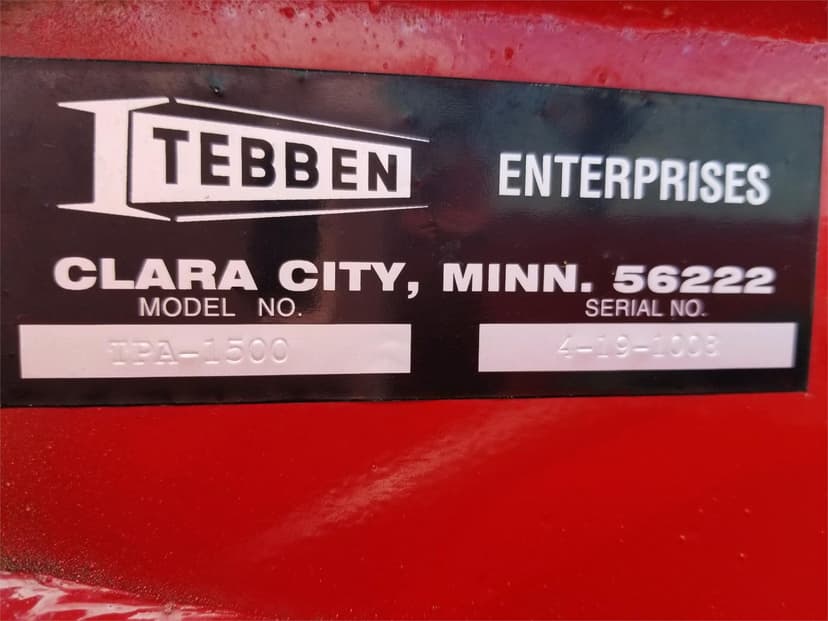 TEBBEN ENTERPRISES
CLARA CITY, MINN. 56222
MODEL NO. SERIAL NO.
TPA-1500 4-19-1008